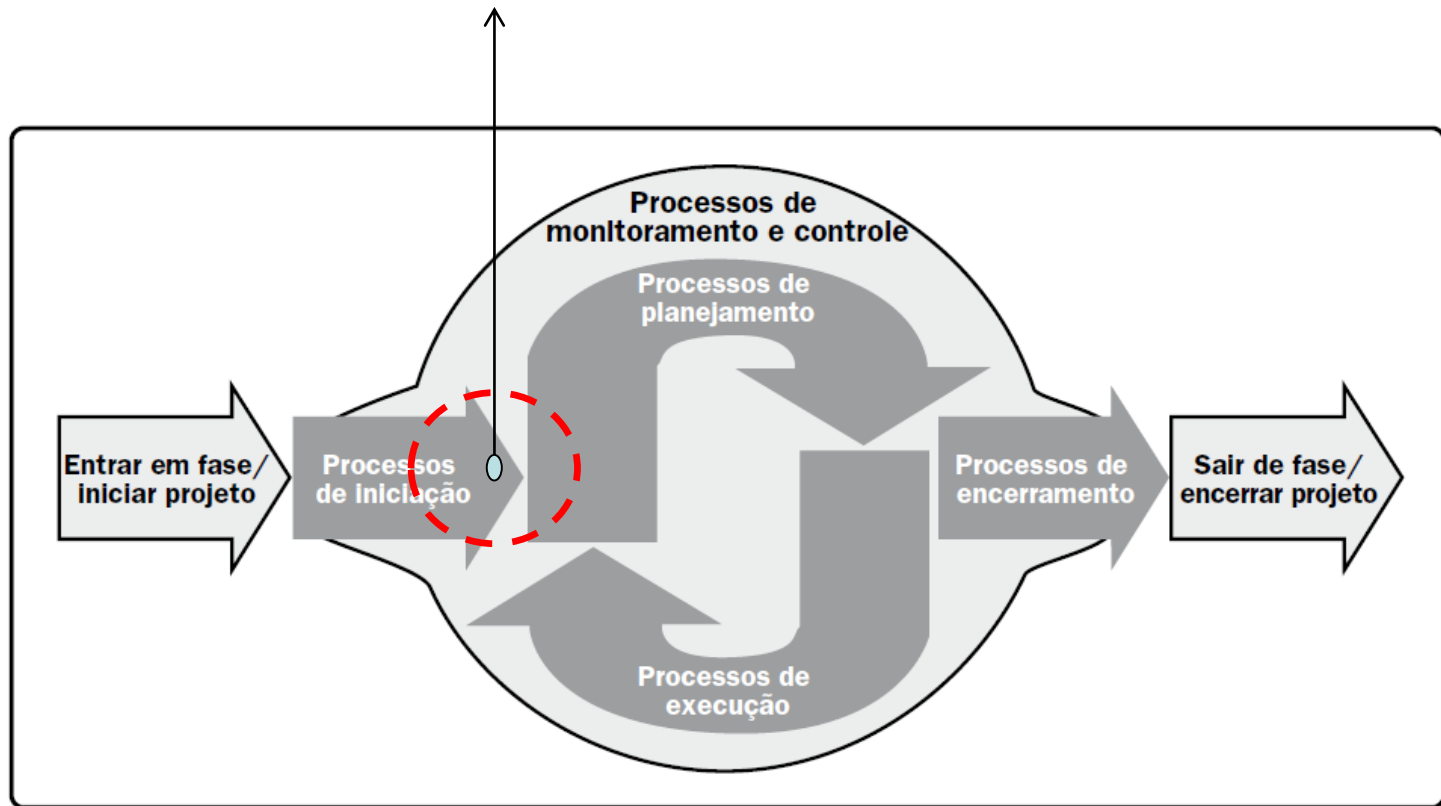 Processos de
monitoramento e controle
Processos de
planejamento
Entrar em fase/
iniciar projeto
Processos
de iniciação
Processos de
encerramento
Sair de fase/
encerrar projeto
Processos de
execução